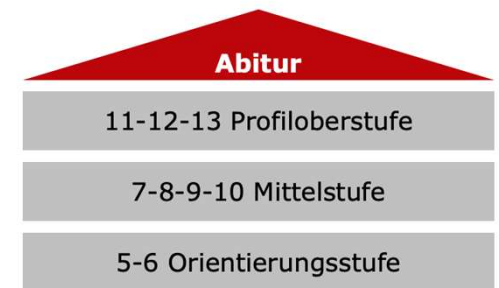 Abitur
11-12-13 Profiloberstufe
7-8-9-10 Mittelstufe
5-6 Orientierungsstufe